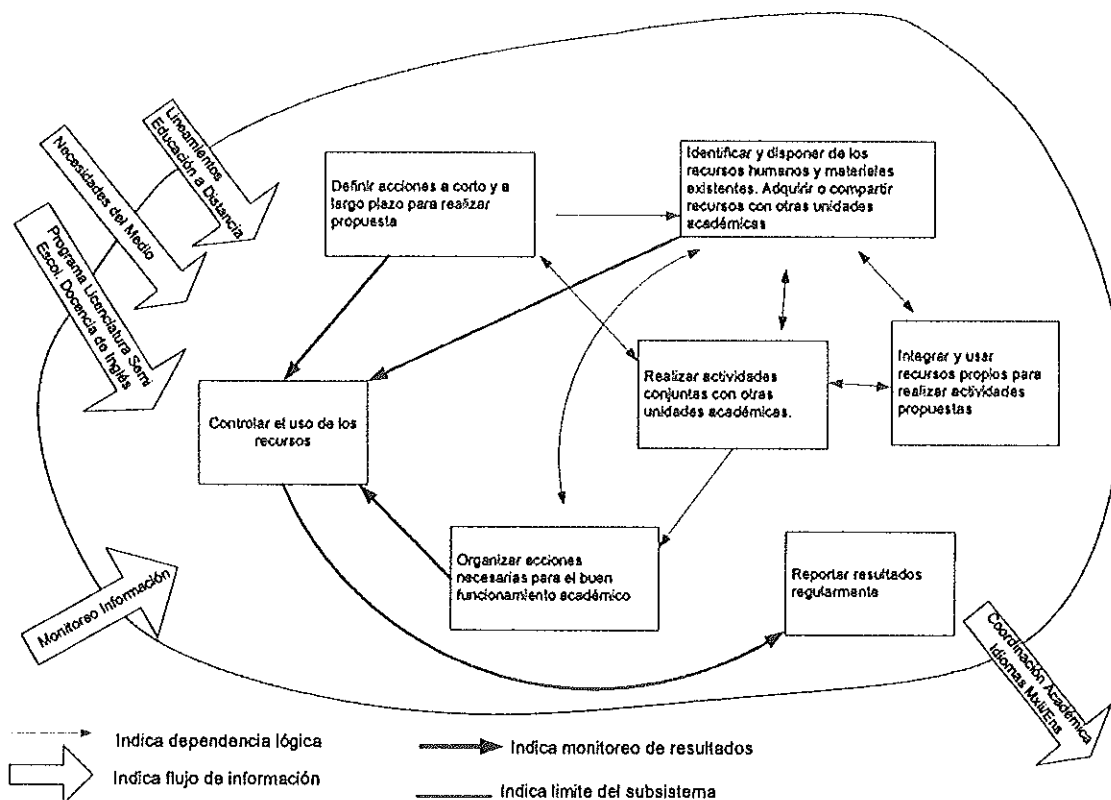 Lineamientos
Educación a Distancia
Necesidades del Medio
Programa Licenciatura Semi
Escol. Docencia de Inglés
Definir acciones a corto y a
largo plazo para realizar
propuesta
Identificar y disponer de los
recursos humanos y materiales
existentes. Adquirir o compartir
recursos con otras unidades
académicas
Realizar actividades
conjuntas con otras
unidades académicas.
Integrar y usar
recursos propios para
realizar actividades
propuestas
Controlar el uso de los
recursos
Organizar acciones
necesarias para el buen
funcionamiento académico
Reportar resultados
regularmente
Monitoreo Información
Coordinación Académica
Idiomas Mxli/Ens
Indica dependencia lógica
Indica monitoreo de resultados
Indica flujo de información
Indica límite del subsistema